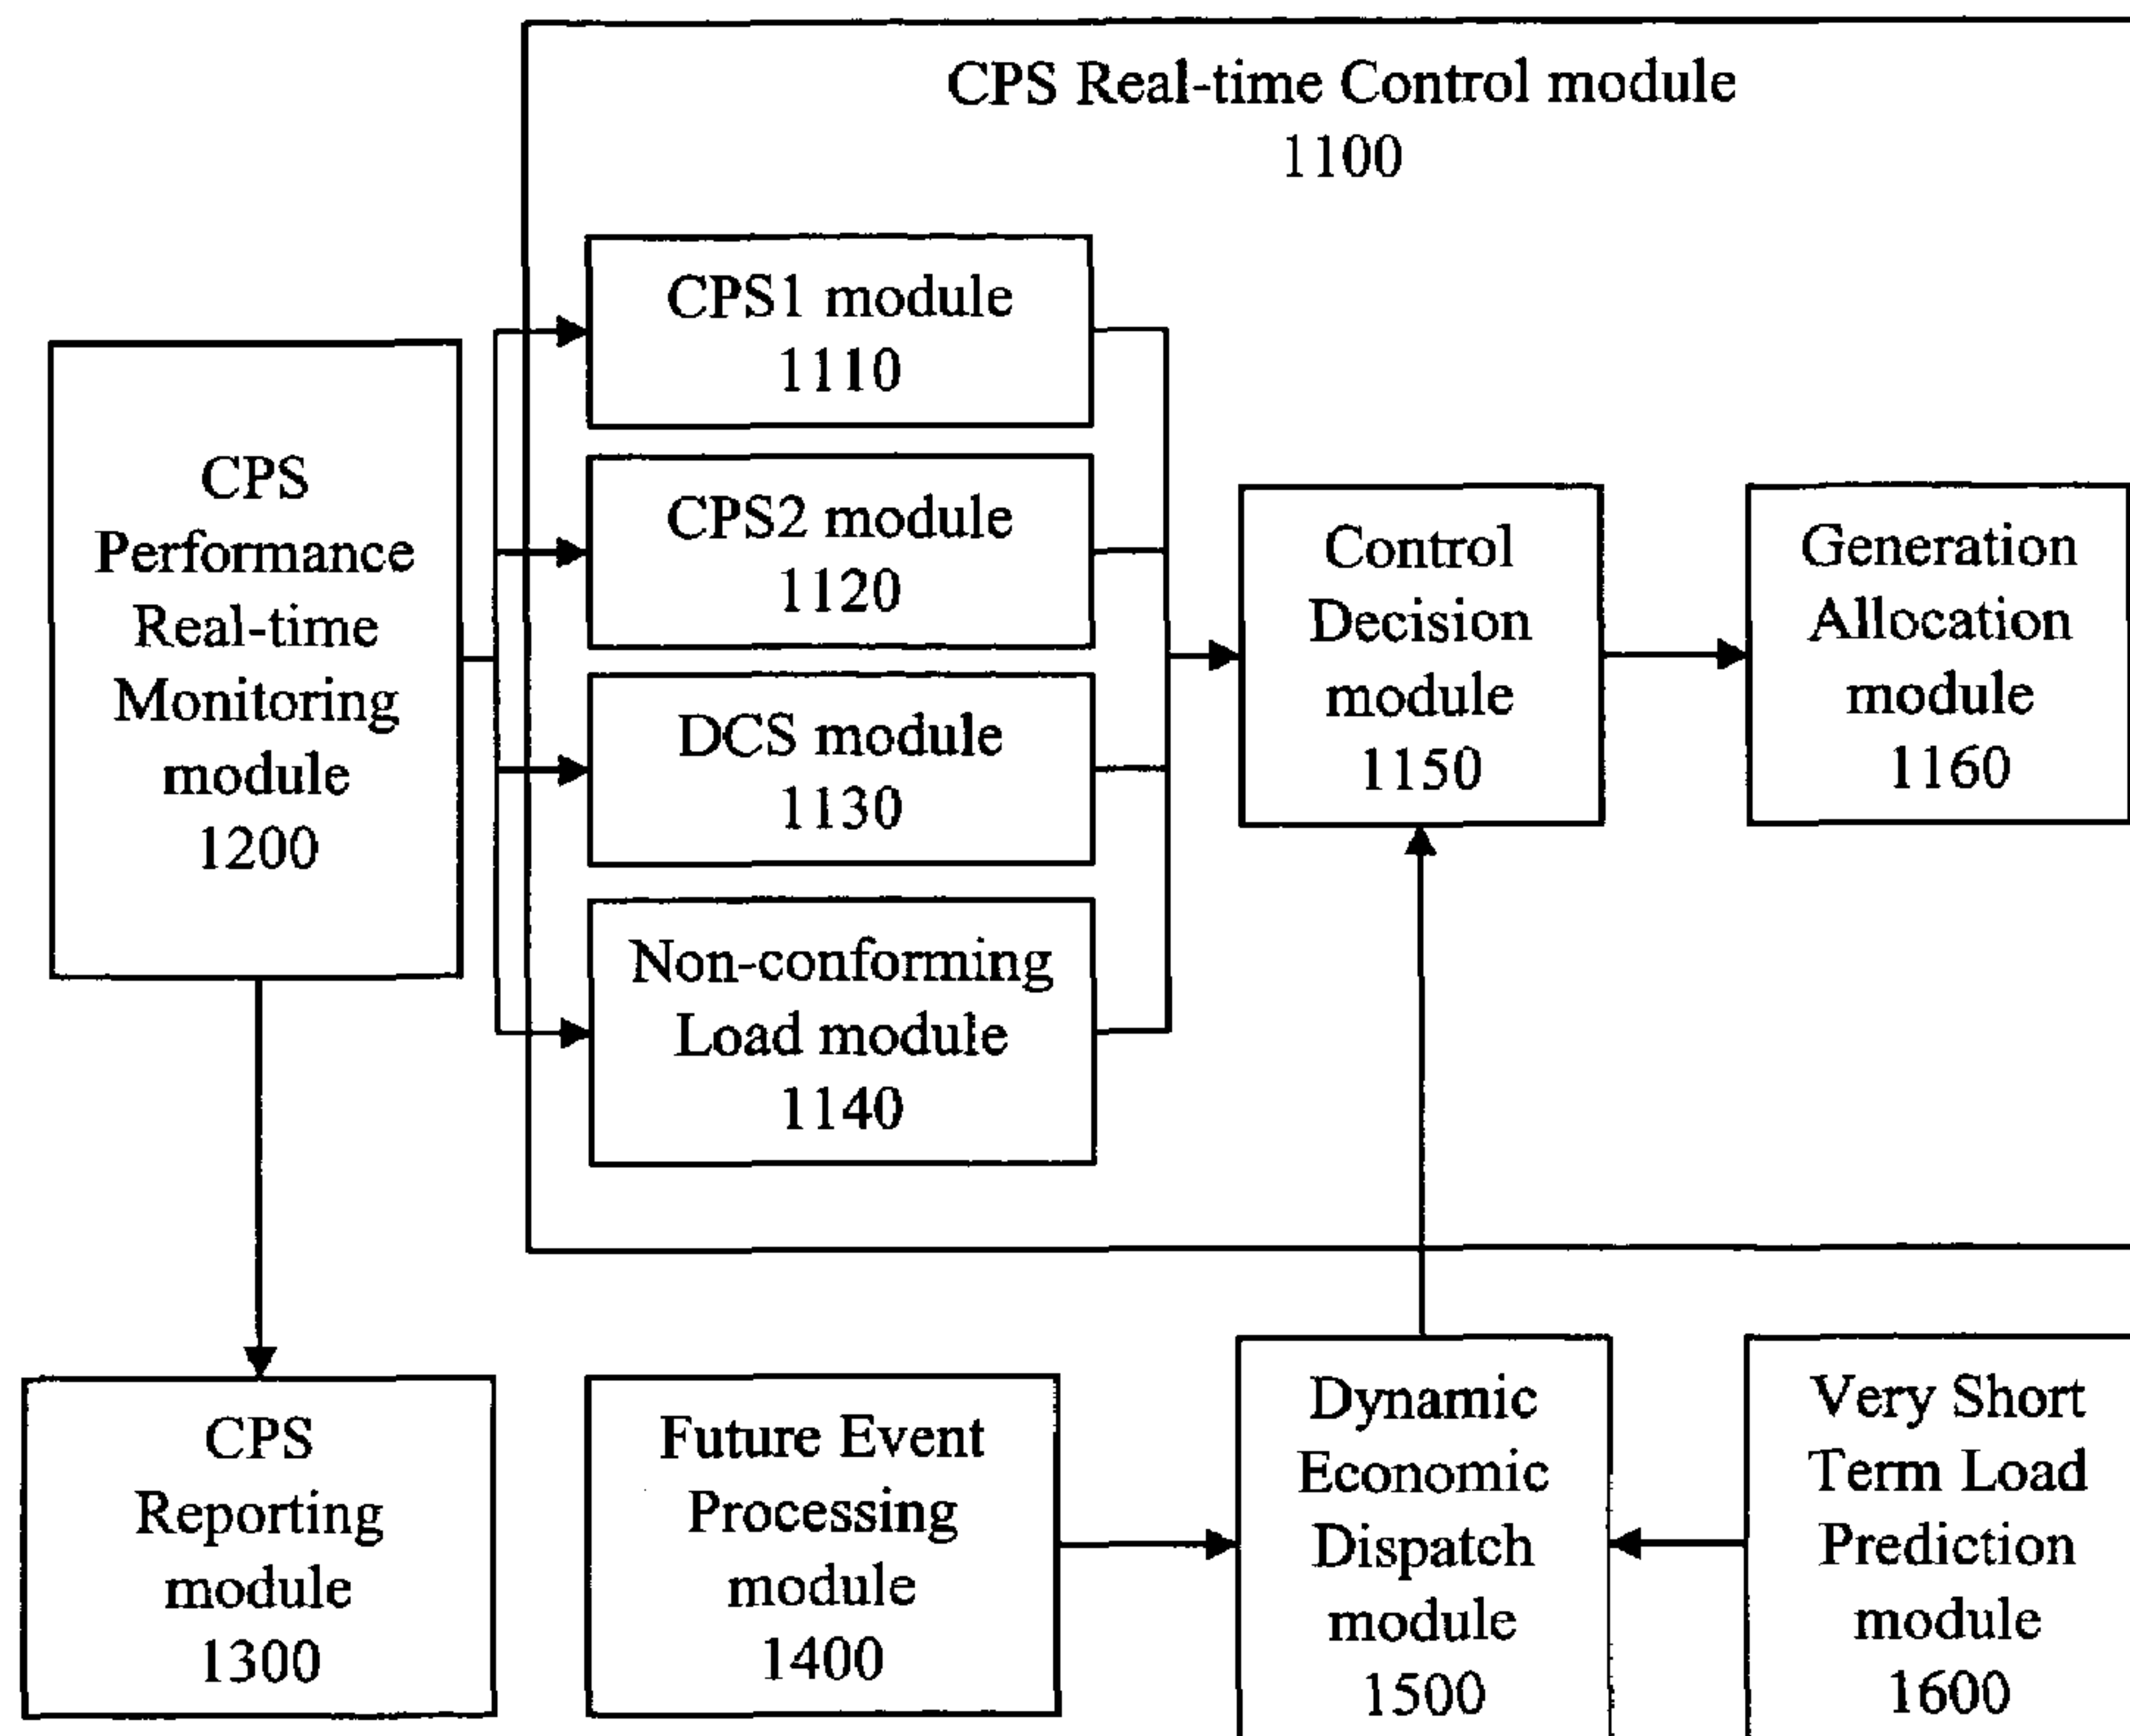 CPS Real-time Control module
1100
CPS
Performance
Real-time
Monitoring
module
1200
CPS1 module
1110
CPS2 module
1120
DCS module
1130
Non-conforming
Load module
1140
Control
Decision
module
1150
Generation
Allocation
module
1160
CPS
Reporting
module
1300
Future Event
Processing
module
1400
Dynamic
Economic
Dispatch
module
1500
Very Short
Term Load
Prediction
module
1600